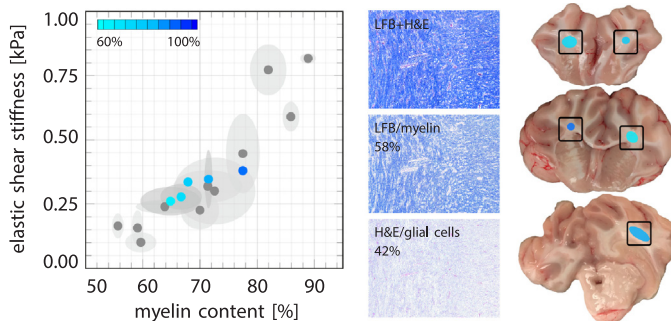 60%
100%
elastic shear stiffness [kPa]
1.00
0.75
0.50
0.25
0.00
50
60
70
80
90
myelin content [%]
LFB+H&E
LFB/myelin
58%
H&E/glial cells
42%